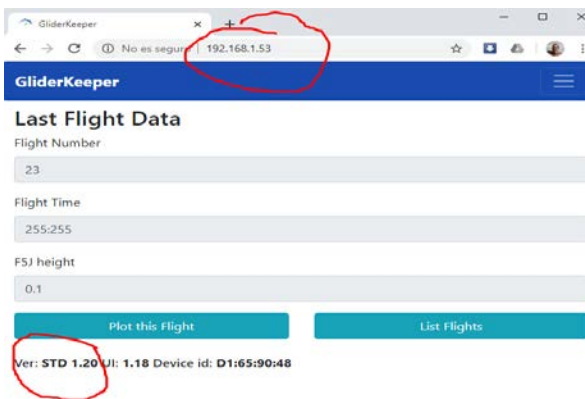 GliderKeeper
No es seguro 192.168.1.53
GliderKeeper
Last Flight Data
Flight Number
23
Flight Time
255:255
F5J height
0.1
Plot this Flight List Flights
Ver: STD 1.20 UI: 1.18 Device id: D1:65:90:48